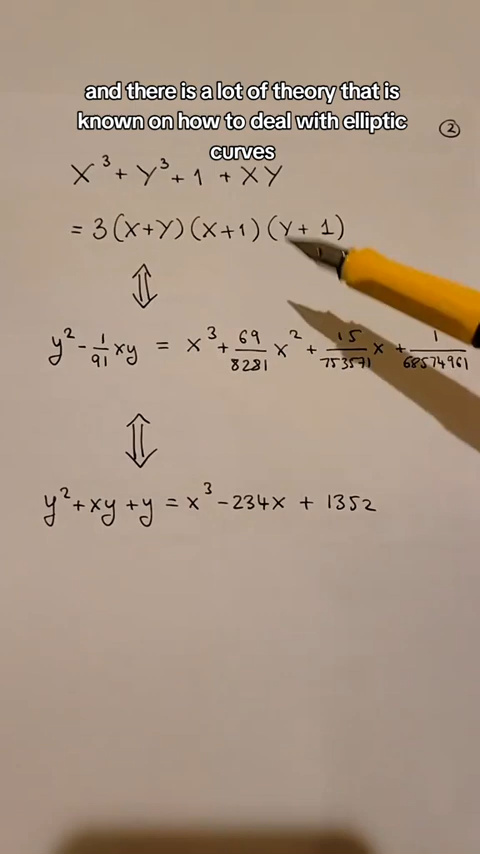 and there is a lot of theory that is
known on how to deal with elliptic
curves
②
X³ + Y³ + 1 + XY
= 3(X+Y)(X+1)(Y+1)
⇕
y² - 1/91 xy = x³ + 69/8281 x² + 15/753571 x + 1/68574961
⇕
y² + xy + y = x³ - 234x + 1352